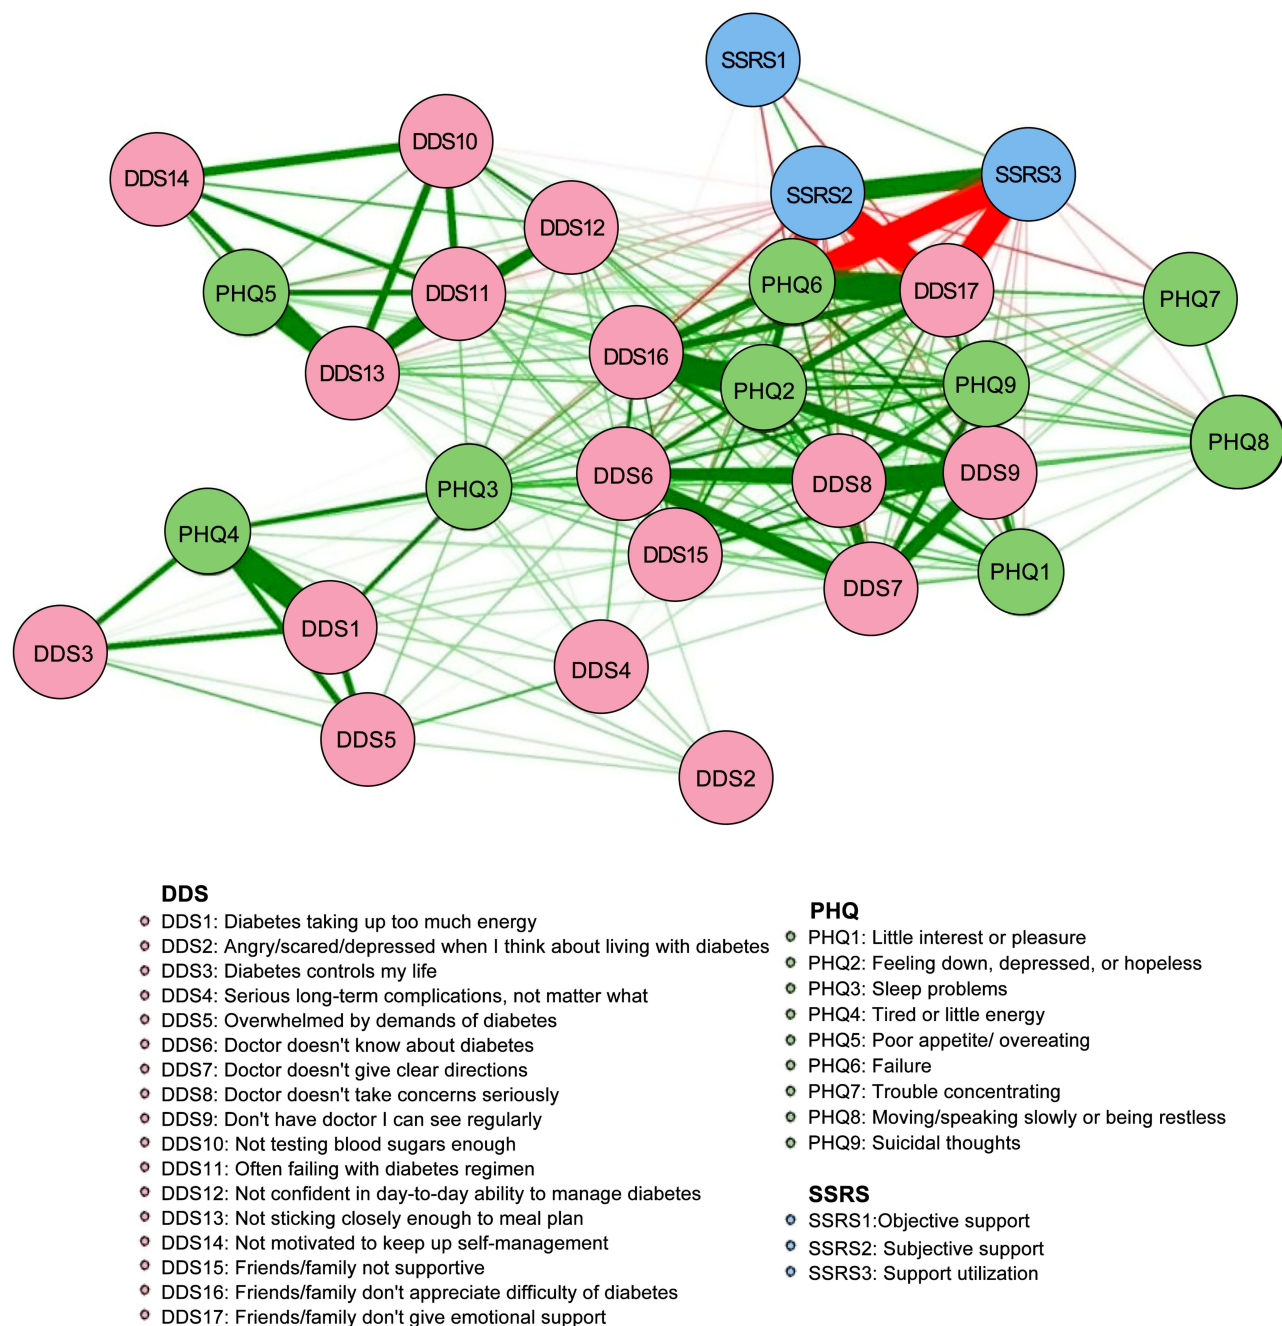 SSRS1
DDS10
DDS14
SSRS3
SSRS2
DDS12
PHQ6
DDS17
PHQ5
DDS11
PHQ7
DDS16
DDS13
PHQ2
PHQ9
PHQ8
DDS6
DDS8
DDS9
PHQ3
PHQ4
DDS15
PHQ1
DDS7
DDS1
DDS3
DDS4
DDS5
DDS2
DDS
DDS1: Diabetes taking up too much energy
DDS2: Angry/scared/depressed when I think about living with diabetes
DDS3: Diabetes controls my life
DDS4: Serious long-term complications, not matter what
DDS5: Overwhelmed by demands of diabetes
DDS6: Doctor doesn't know about diabetes
DDS7: Doctor doesn't give clear directions
DDS8: Doctor doesn't take concerns seriously
DDS9: Don't have doctor I can see regularly
DDS10: Not testing blood sugars enough
DDS11: Often failing with diabetes regimen
DDS12: Not confident in day-to-day ability to manage diabetes
DDS13: Not sticking closely enough to meal plan
DDS14: Not motivated to keep up self-management
DDS15: Friends/family not supportive
DDS16: Friends/family don't appreciate difficulty of diabetes
DDS17: Friends/family don't give emotional support
PHQ
PHQ1: Little interest or pleasure
PHQ2: Feeling down, depressed, or hopeless
PHQ3: Sleep problems
PHQ4: Tired or little energy
PHQ5: Poor appetite/ overeating
PHQ6: Failure
PHQ7: Trouble concentrating
PHQ8: Moving/speaking slowly or being restless
PHQ9: Suicidal thoughts
SSRS
SSRS1:Objective support
SSRS2: Subjective support
SSRS3: Support utilization